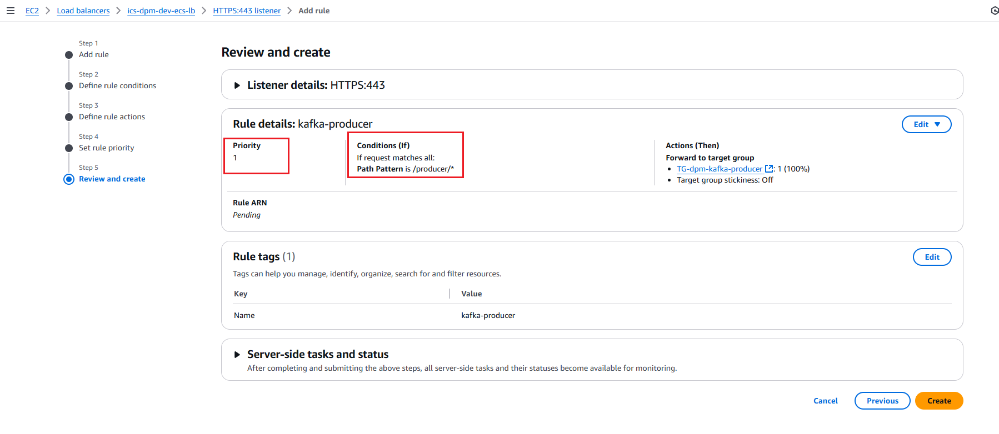 EC2 > Load balancers > ics-dpm-dev-ecs-lb > HTTPS:443 listener > Add rule
Step 1
Add rule
Step 2
Define rule conditions
Step 3
Define rule actions
Step 4
Set rule priority
Step 5
Review and create
Review and create
Listener details: HTTPS:443
Rule details: kafka-producer
Edit
Priority
1
Conditions (If)
If request matches all:
Path Pattern is /producer/*
Actions (Then)
Forward to target group
• TG-dpm-kafka-producer : 1 (100%)
• Target group stickiness: Off
Rule ARN
Pending
Rule tags (1)
Edit
Tags can help you manage, identify, organize, search for and filter resources.
Key Value
Name kafka-producer
Server-side tasks and status
After completing and submitting the above steps, all server-side tasks and their statuses become available for monitoring.
Cancel Previous Create